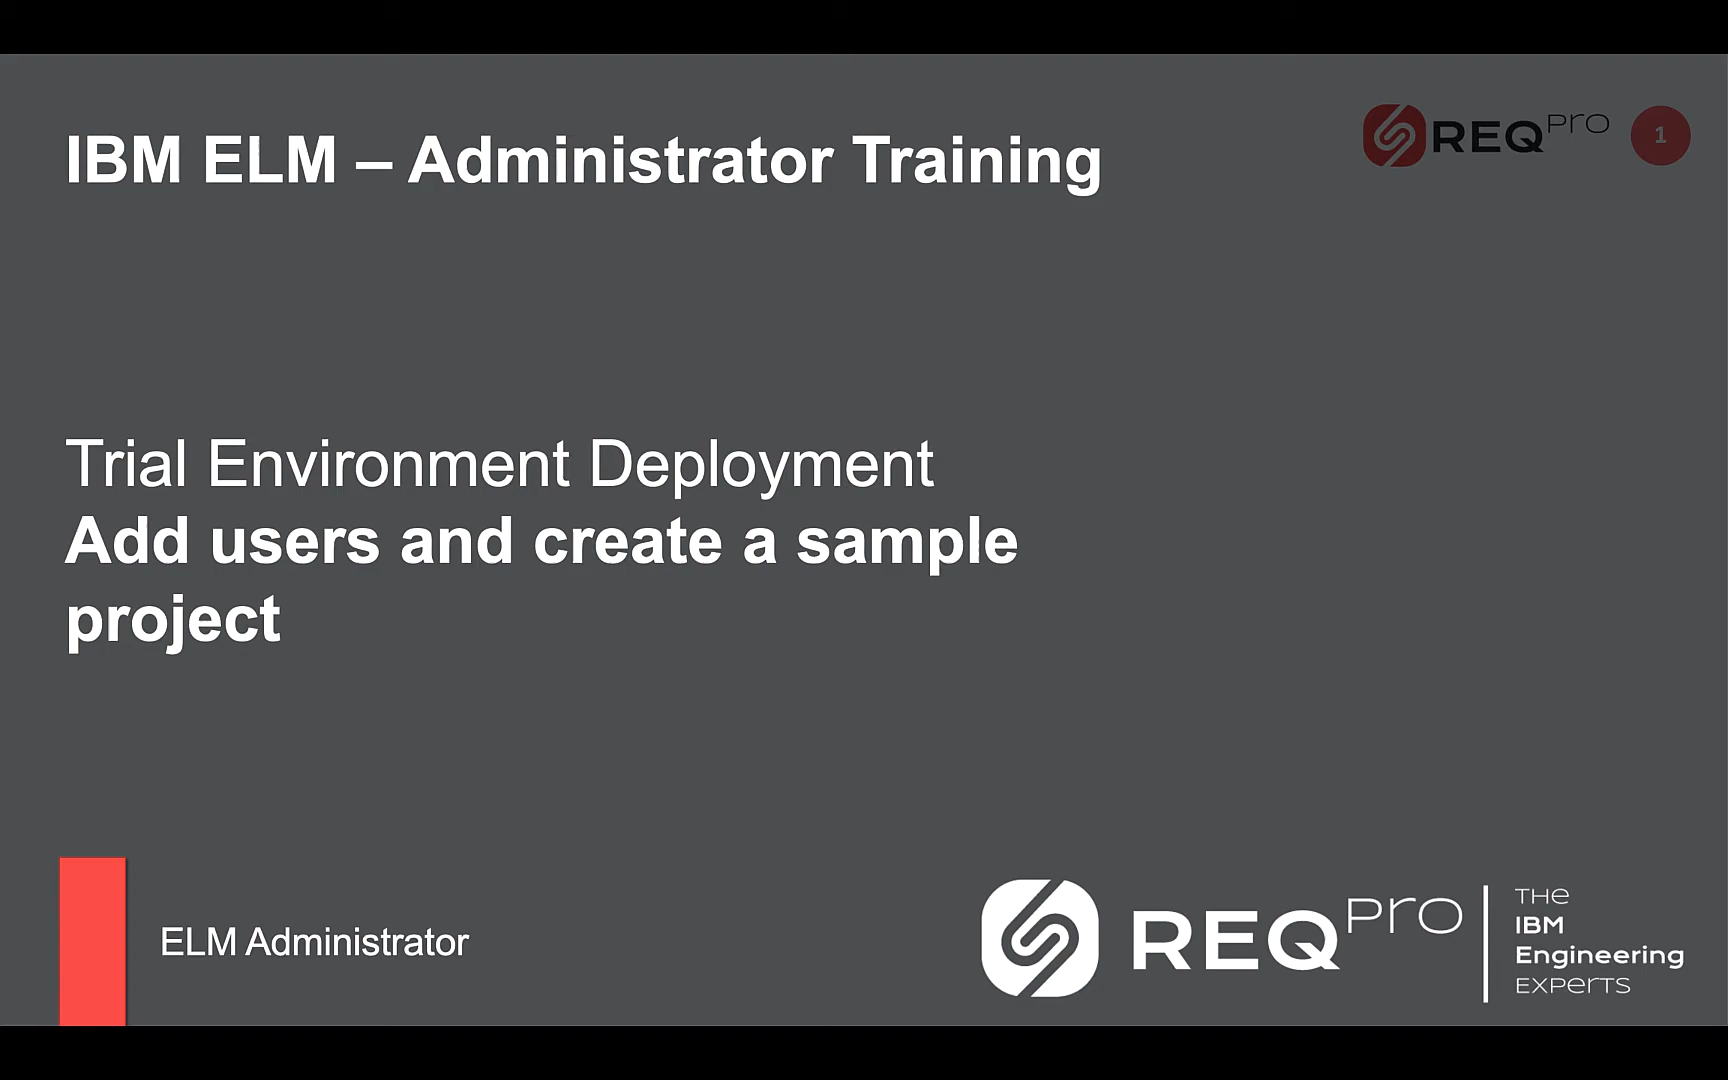 IBM ELM – Administrator Training
REQPro
1
Trial Environment Deployment
Add users and create a sample
project
ELM Administrator
REQPro
THE
IBM
Engineering
EXPERTS